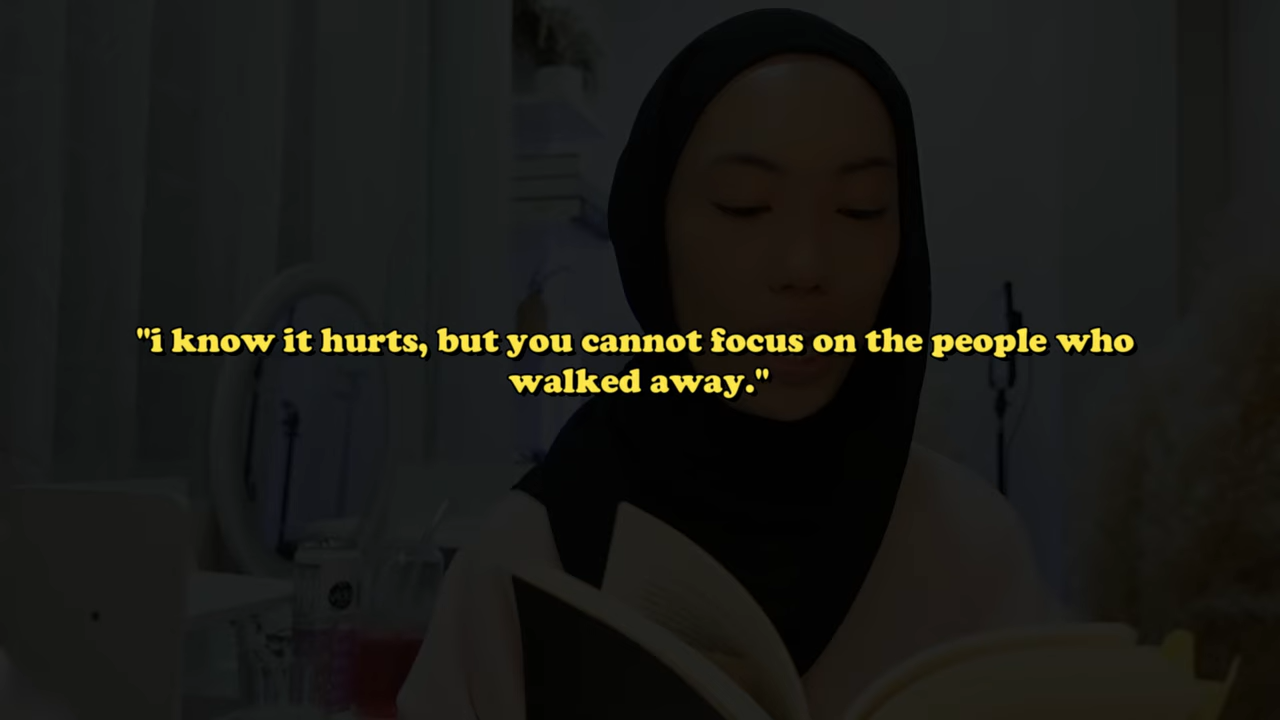 "i know it hurts, but you cannot focus on the people who
walked away."